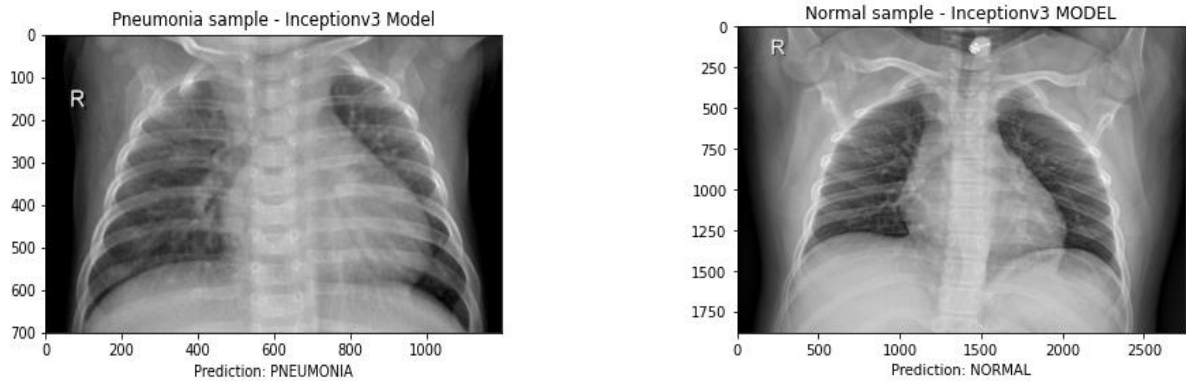 Pneumonia sample - Inceptionv3 Model
0
100
200
300
400
500
600
700
R
0 200 400 600 800 1000
Prediction: PNEUMONIA
Normal sample - Inceptionv3 MODEL
0
250
500
750
1000
1250
1500
1750
R
0 500 1000 1500 2000 2500
Prediction: NORMAL